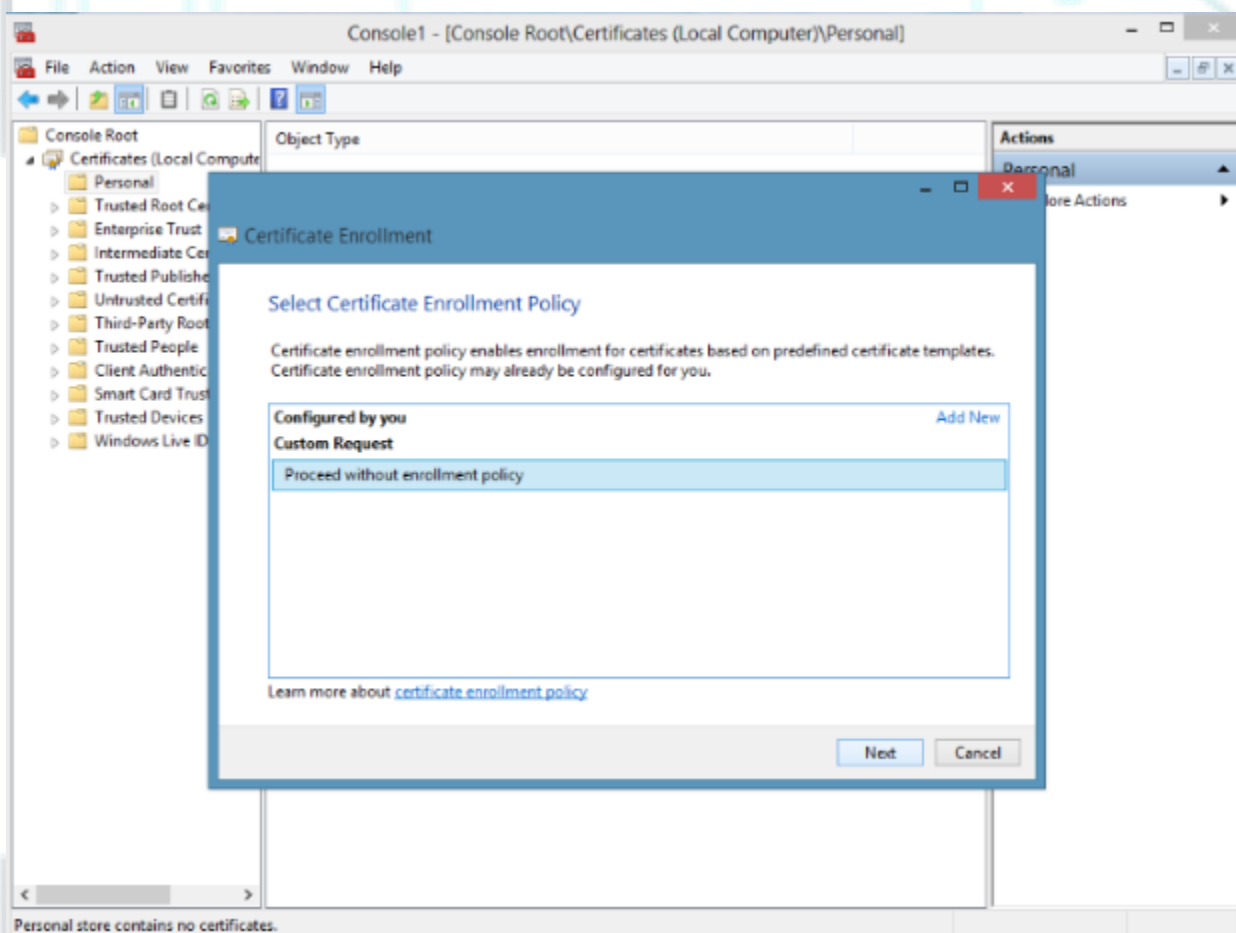 Console1 - [Console Root\Certificates (Local Computer)\Personal]
File Action View Favorites Window Help
Console Root
Certificates (Local Compute
Personal
Trusted Root Cer
Enterprise Trust
Intermediate Cer
Trusted Publishe
Untrusted Certifi
Third-Party Root
Trusted People
Client Authentic
Smart Card Trust
Trusted Devices
Windows Live ID
Object Type
Actions
Personal
ore Actions
Certificate Enrollment
Select Certificate Enrollment Policy
Certificate enrollment policy enables enrollment for certificates based on predefined certificate templates.
Certificate enrollment policy may already be configured for you.
Configured by you Add New
Custom Request
Proceed without enrollment policy
Learn more about certificate enrollment policy
Next Cancel
Personal store contains no certificates.